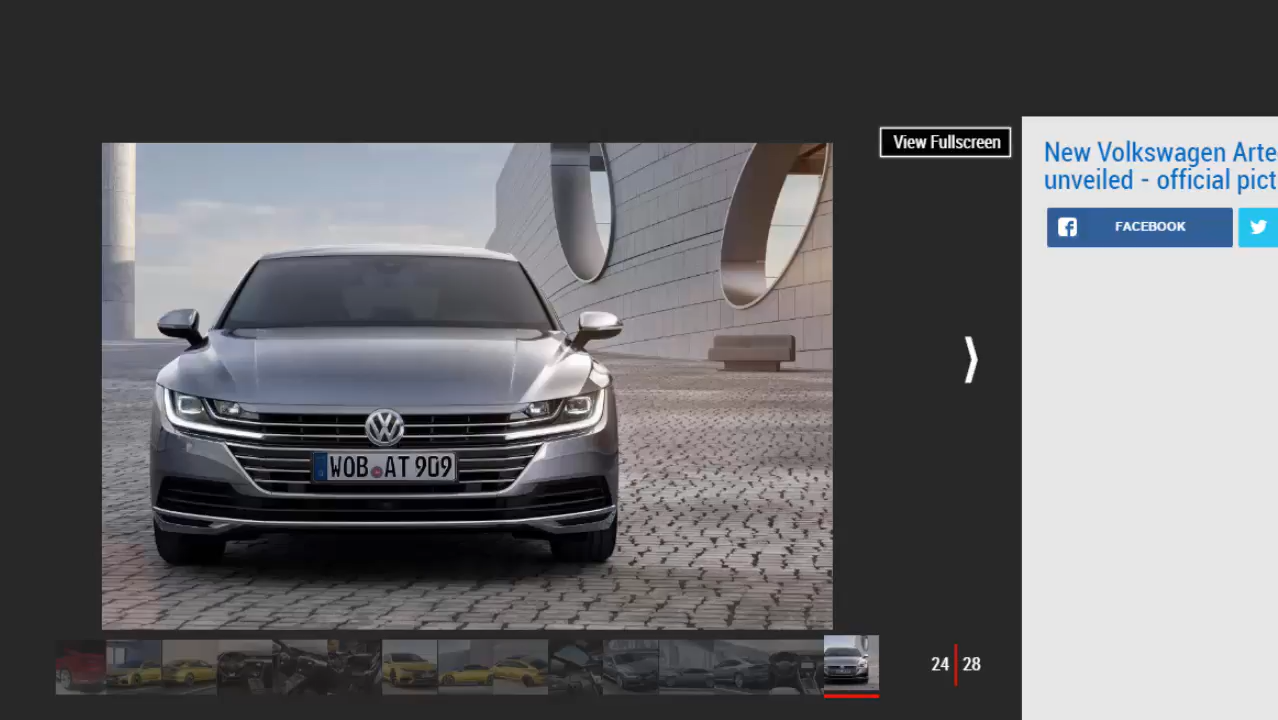 View Fullscreen
New Volkswagen Arte
unveiled - official pict
FACEBOOK
WOB AT 909
24 28